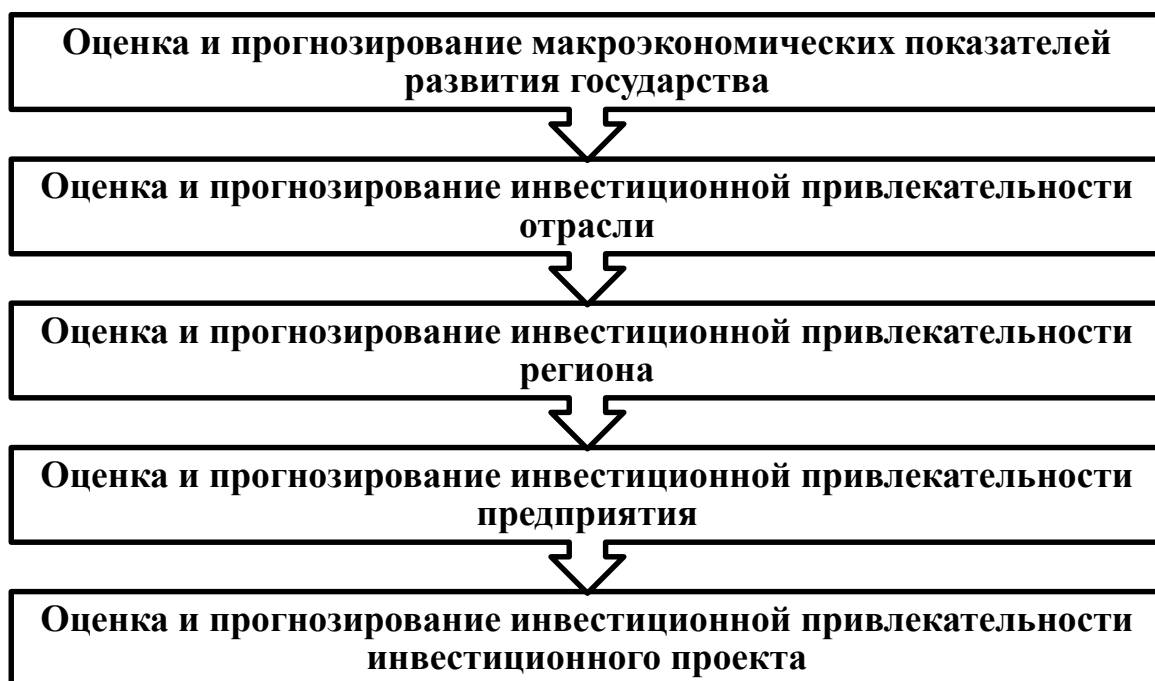 Оценка и прогнозирование макроэкономических показателей
развития государства
Оценка и прогнозирование инвестиционной привлекательности
отрасли
Оценка и прогнозирование инвестиционной привлекательности
региона
Оценка и прогнозирование инвестиционной привлекательности
предприятия
Оценка и прогнозирование инвестиционной привлекательности
инвестиционного проекта